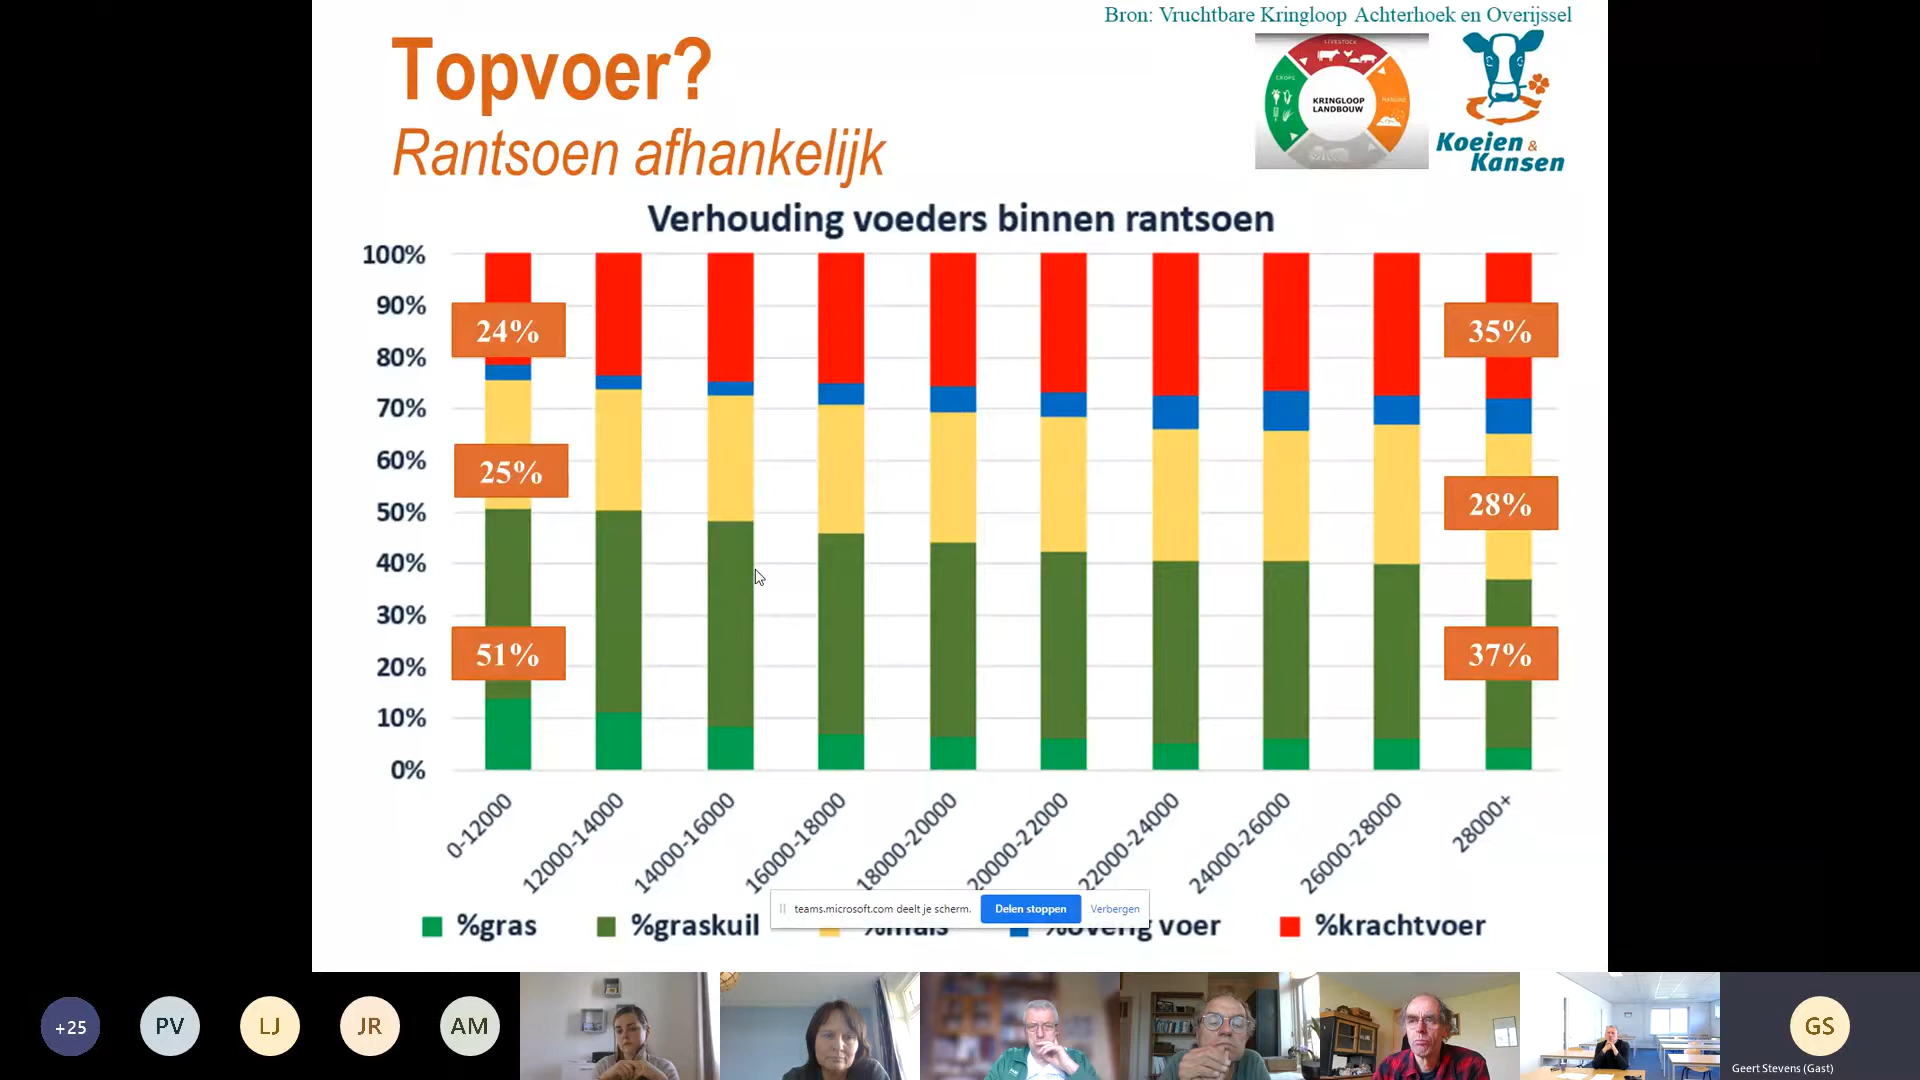 Bron: Vruchtbare Kringloop Achterhoek en Overijssel
Topvoer?
Rantsoen afhankelijk
LIVESTOCK
CROPS
MANURE
KRINGLOOP
LANDBOUW
Koeien &
Kansen
Verhouding voeders binnen rantsoen
100%
90%
80%
70%
60%
50%
40%
30%
20%
10%
0%
24%
25%
51%
35%
28%
37%
0-12000
12000-14000
14000-16000
16000-18000
18000-20000
20000-22000
22000-24000
24000-26000
26000-28000
28000+
teams.microsoft.com deelt je scherm. Delen stoppen Verbergen
%gras %graskuil %mais %overig voer %krachtvoer
+25 PV LJ JR AM GS
Geert Stevens (Gast)